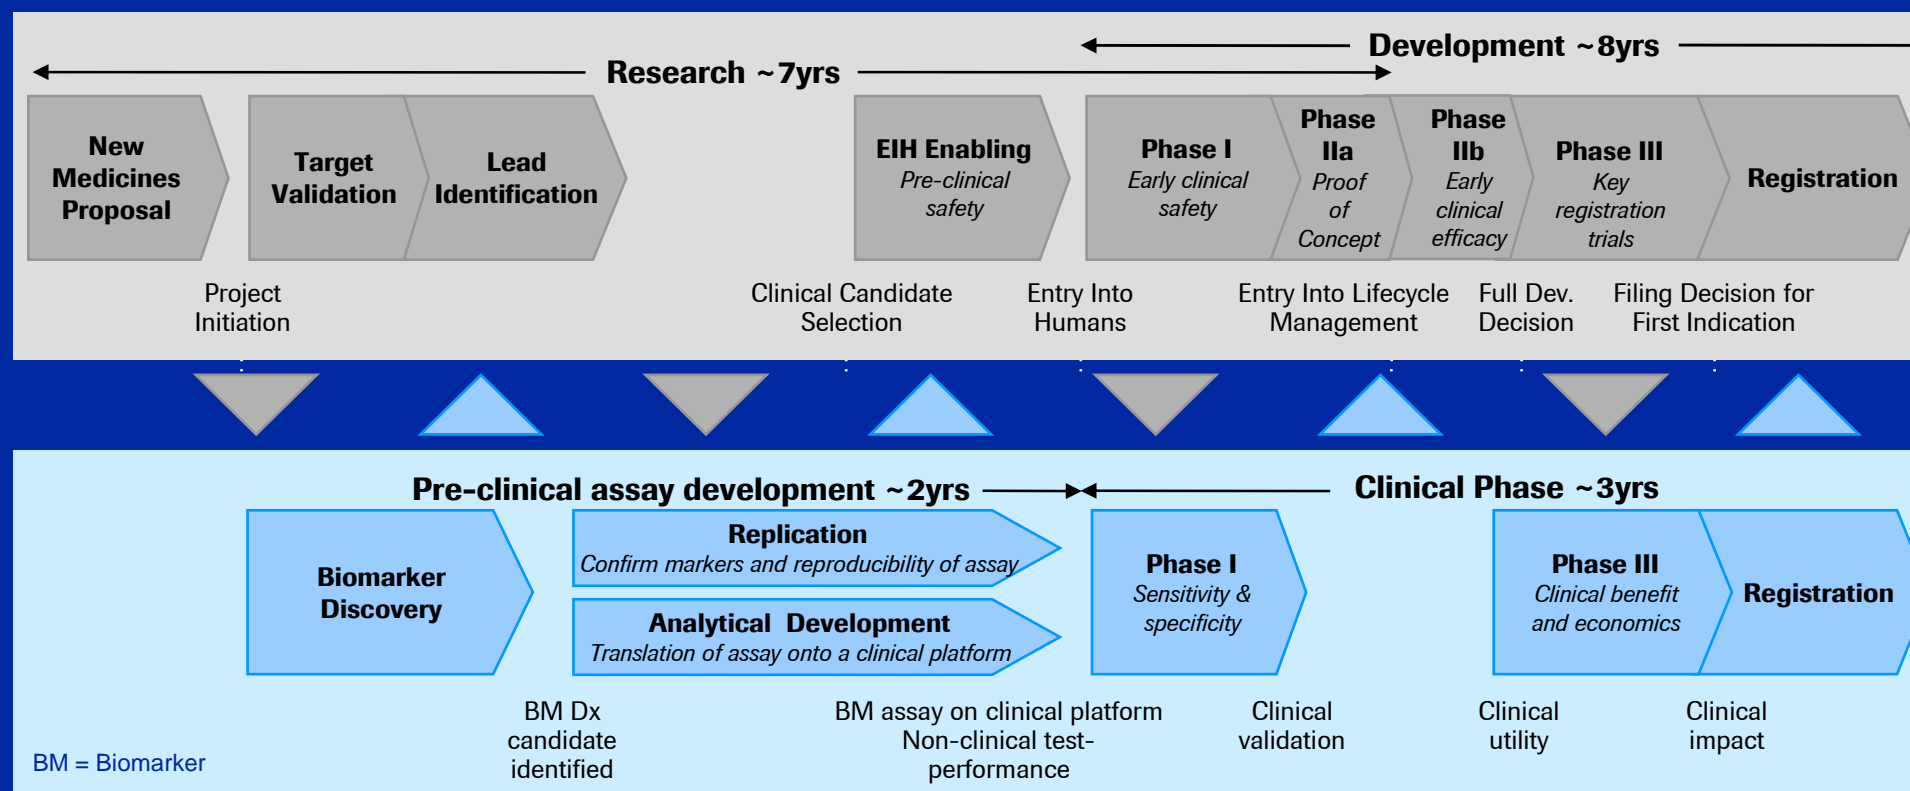 Development ~8yrs
Research ~7yrs
New
Medicines
Proposal
Target
Validation
Lead
Identification
EIH Enabling
Pre-clinical
safety
Phase I
Early clinical
safety
Phase
IIa
Proof
of
Concept
Phase
IIb
Early
clinical
efficacy
Phase III
Key
registration
trials
Registration
Project
Initiation
Clinical Candidate
Selection
Entry Into
Humans
Entry Into Lifecycle
Management
Full Dev.
Decision
Filing Decision for
First Indication
Pre-clinical assay development ~2yrs
Clinical Phase ~3yrs
Biomarker
Discovery
Replication
Confirm markers and reproducibility of assay
Analytical Development
Translation of assay onto a clinical platform
Phase I
Sensitivity &
specificity
Phase III
Clinical benefit
and economics
Registration
BM Dx
candidate
identified
BM assay on clinical platform
Non-clinical test-
performance
Clinical
validation
Clinical
utility
Clinical
impact
BM = Biomarker